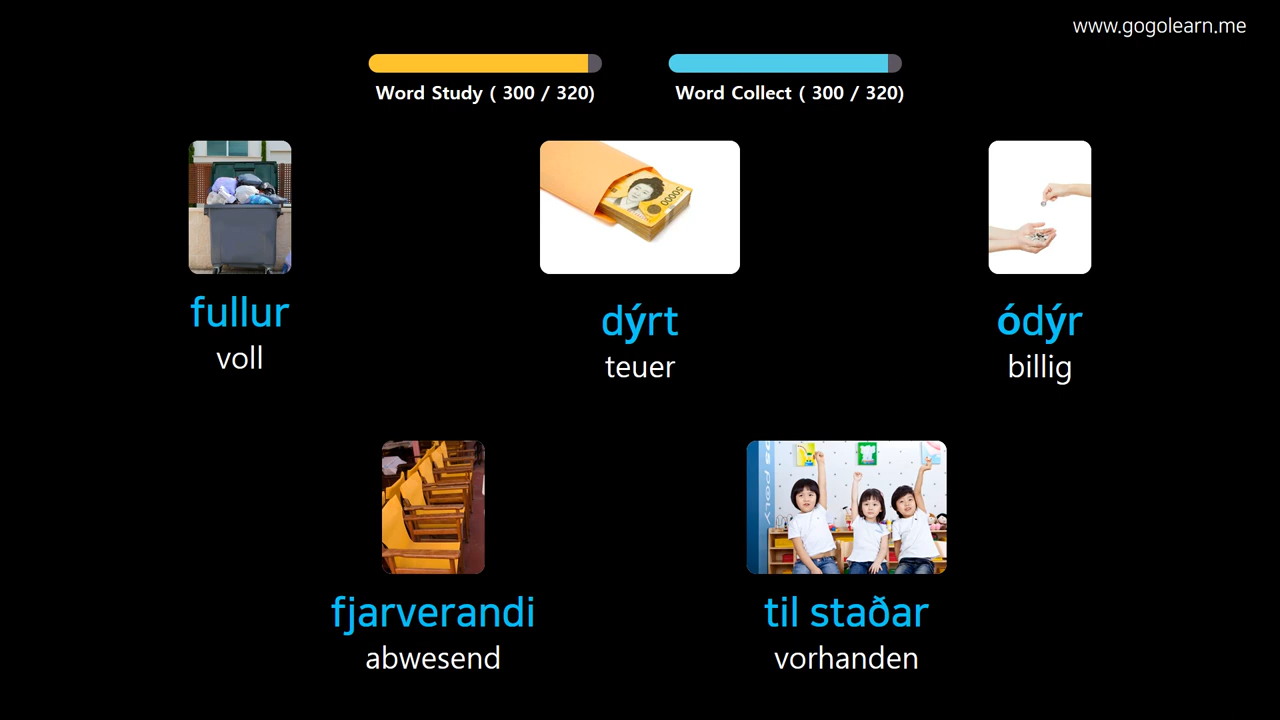 www.gogolearn.me
Word Study ( 300 / 320)
Word Collect ( 300 / 320)
50000
fullur
voll
dýrt
teuer
ódýr
billig
fjarverandi
abwesend
til staðar
vorhanden